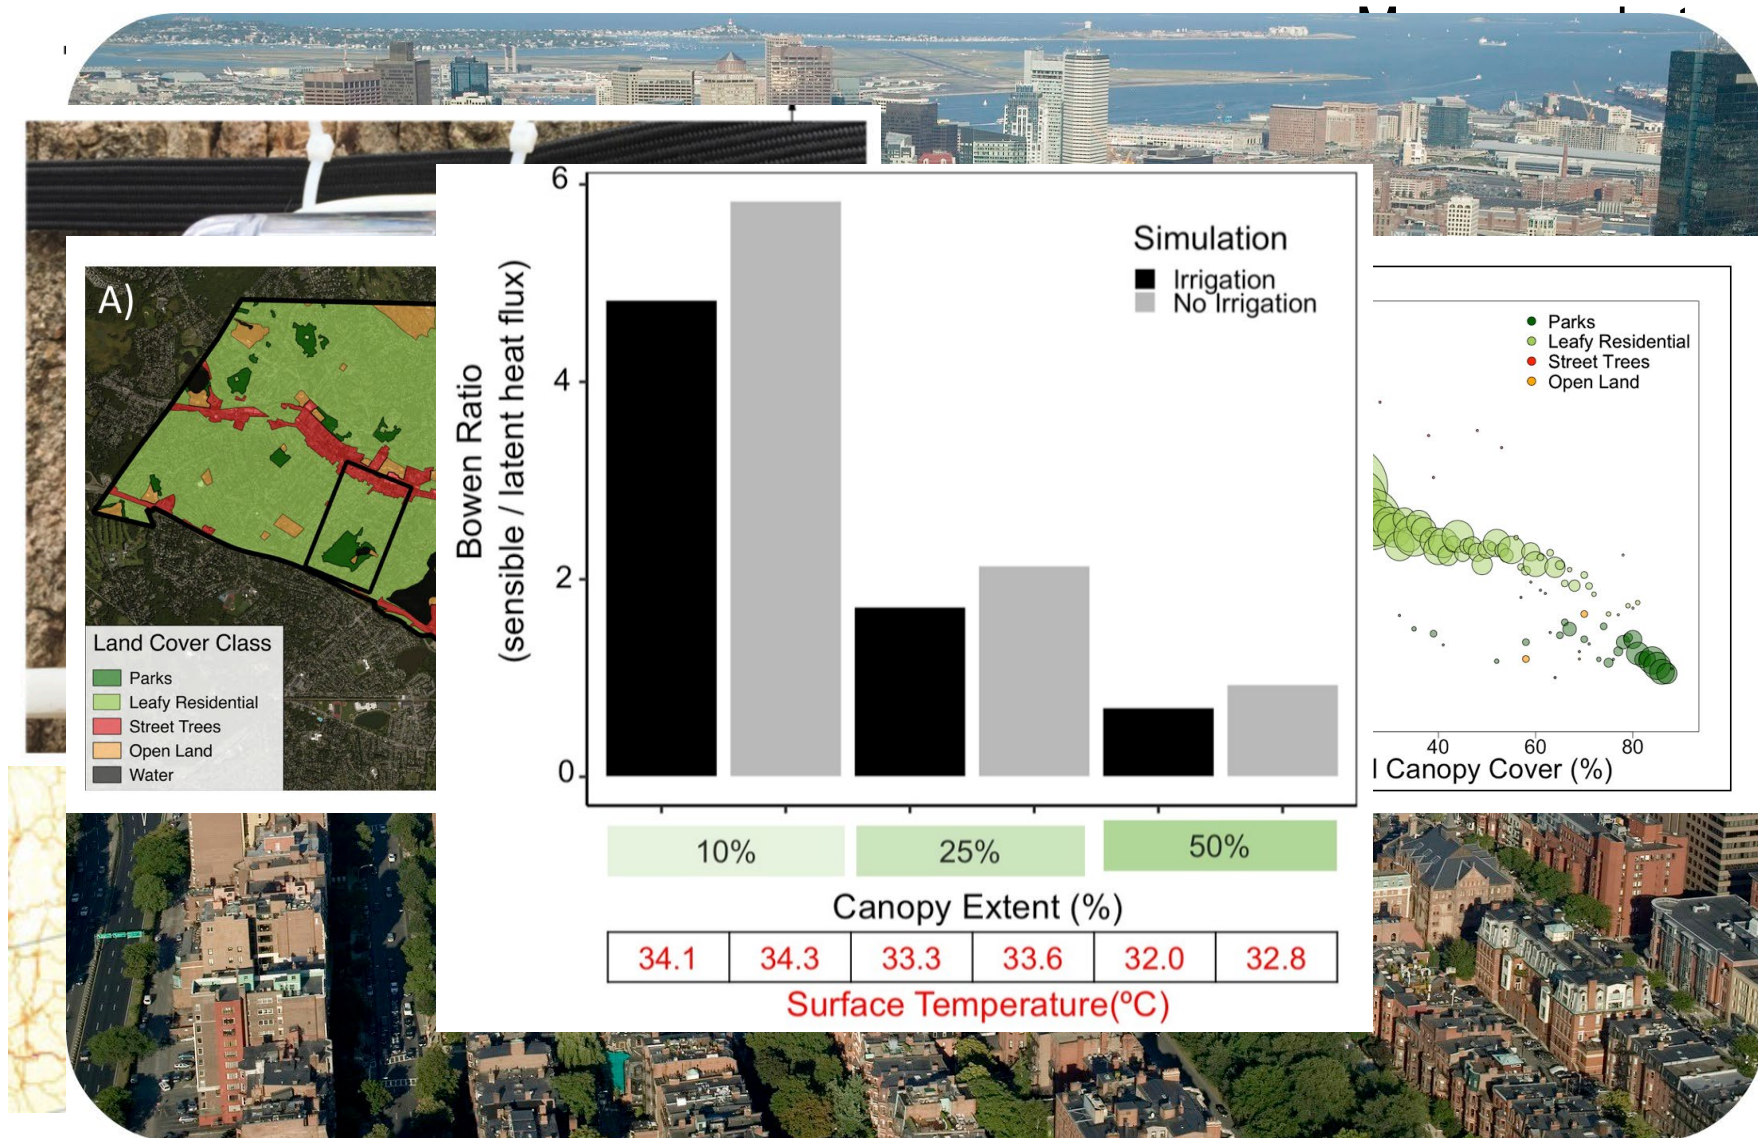 A)
Land Cover Class
Parks
Leafy Residential
Street Trees
Open Land
Water
6
4
2
0
Bowen Ratio
(sensible / latent heat flux)
Simulation
Irrigation
No Irrigation
10%
25%
50%
Canopy Extent (%)
34.1
34.3
33.3
33.6
32.0
32.8
Surface Temperature(ºC)
Parks
Leafy Residential
Street Trees
Open Land
40
60
80
Canopy Cover (%)